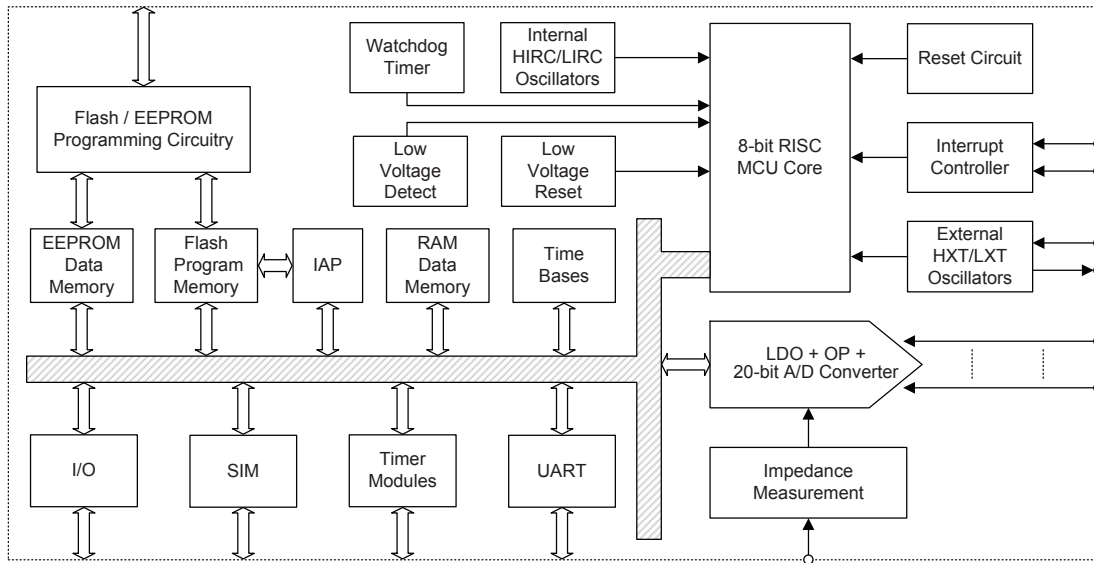 Watchdog
Timer
Internal
HIRC/LIRC
Oscillators
Reset Circuit
Flash / EEPROM
Programming Circuitry
Low
Voltage
Detect
Low
Voltage
Reset
8-bit RISC
MCU Core
Interrupt
Controller
EEPROM
Data
Memory
Flash
Program
Memory
IAP
RAM
Data
Memory
Time
Bases
External
HXT/LXT
Oscillators
LDO + OP +
20-bit A/D Converter
I/O
SIM
Timer
Modules
UART
Impedance
Measurement